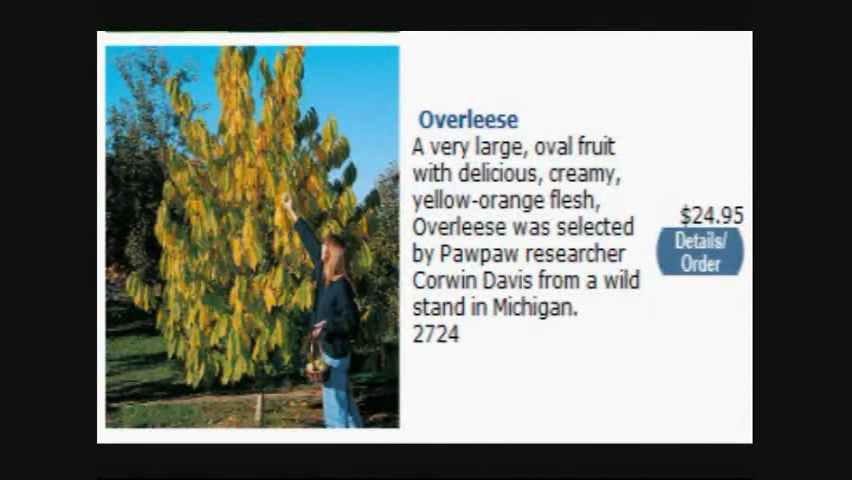 Overleese
A very large, oval fruit
with delicious, creamy,
yellow-orange flesh,
Overleese was selected
by Pawpaw researcher
Corwin Davis from a wild
stand in Michigan.
2724
$24.95
Details/
Order